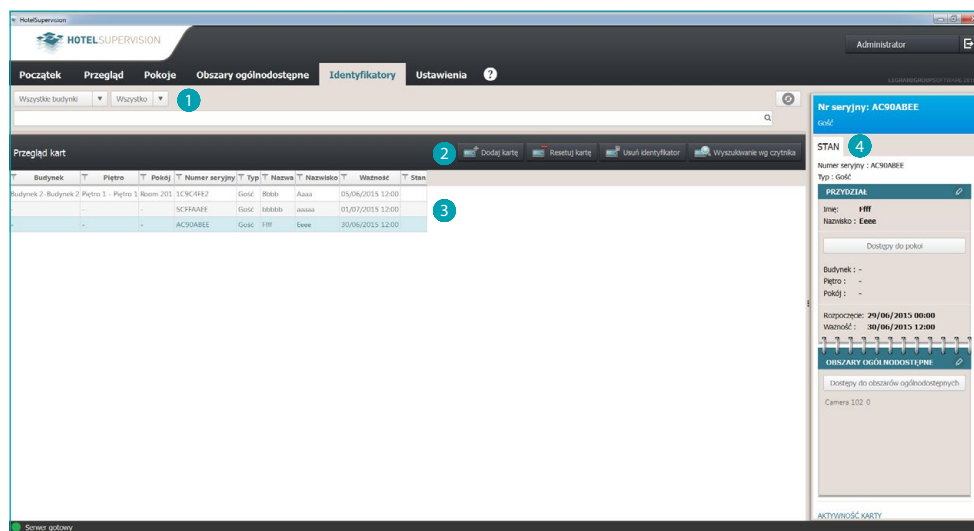 HotelSupervision
HOTELSUPERVISION
Administrator
Początek Przegląd Pokoje Obszary ogólnodostępne Identyfikatory Ustawienia ?
Wszystkie budynki Wszystko 1
Przegląd kart 2 Dodaj kartę Resetuj kartę Usuń identyfikator Wyszukiwanie wg czytnika
Budynek Piętro Pokój Numer seryjny Typ Nazwa Nazwisko Ważność Stan
Budynek 2-Budynek 2 Piętro 1 - Piętro 1 Room 201 1C9C4FE2 Gość Bbbb Aaaa 05/06/2015 12:00
- - 5CFFAAEE Gość bbbbb aaaaa 01/07/2015 12:00
- - - AC90ABEE Gość Ffff Eeee 30/06/2015 12:00
3
Nr seryjny: AC90ABEE
Gość
STAN 4
Numer seryjny : AC90ABEE
Typ : Gość
PRZYDZIAŁ
Imię: Ffff
Nazwisko : Eeee
Dostępy do pokoi
Budynek : -
Piętro : -
Pokój : -
Rozpoczęcie: 29/06/2015 00:00
Ważność : 30/06/2015 12:00
OBSZARY OGÓLNODOSTĘPNE
Dostępy do obszarów ogólnodostępnych
Camera 102 0
AKTYWNOŚĆ KARTY
Serwer gotowy